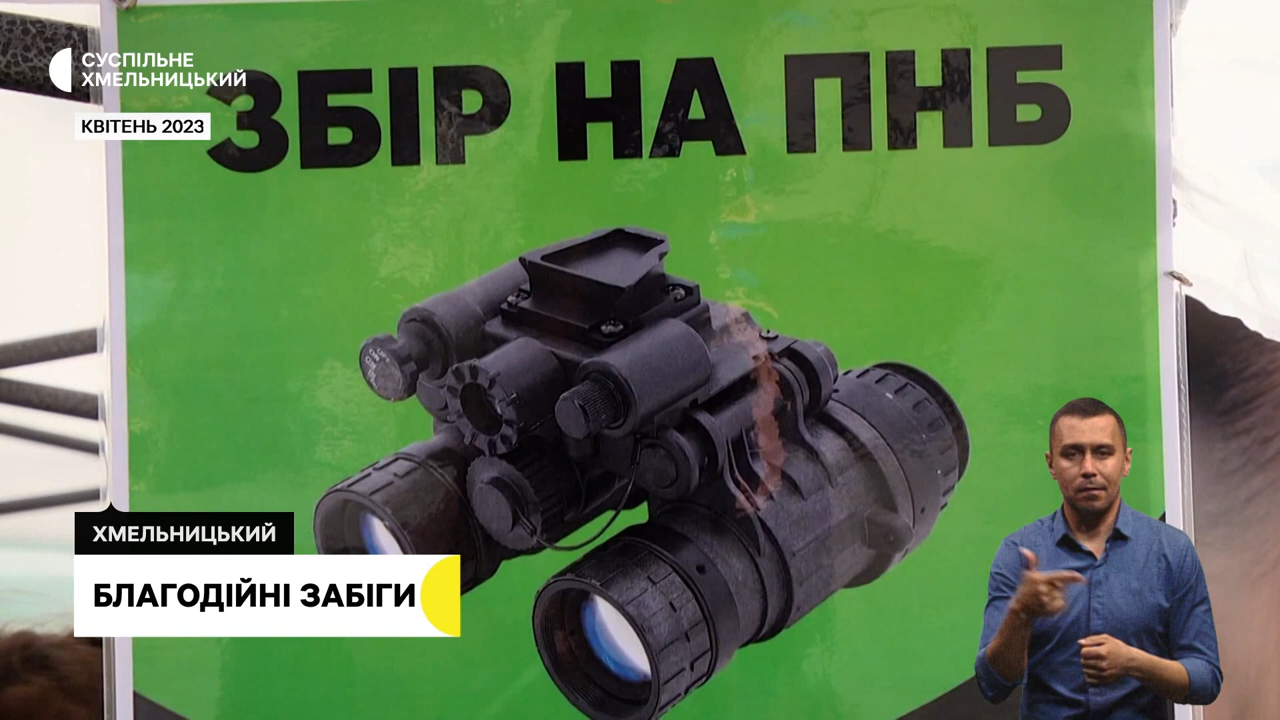 СУСПІЛЬНЕ
ХМЕЛЬНИЦЬКИЙ
КВІТЕНЬ 2023
ЗБІР НА ПНБ
ХМЕЛЬНИЦЬКИЙ
БЛАГОДІЙНІ ЗАБІГИ